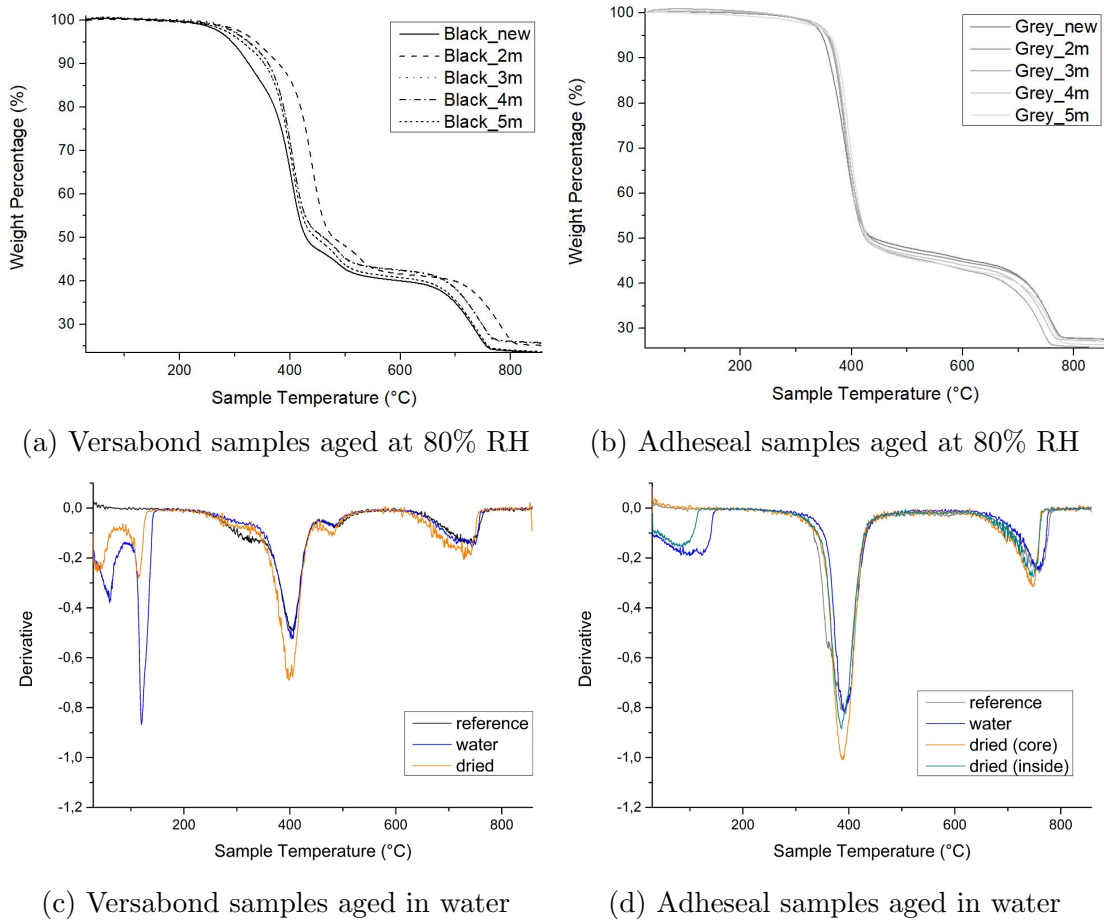 100
90
80
70
60
50
40
30
Weight Percentage (%)
200
400
600
800
Sample Temperature (°C)
Black_new
Black_2m
Black_3m
Black_4m
Black_5m
(a) Versabond samples aged at 80% RH
100
90
80
70
60
50
40
30
Weight Percentage (%)
200
400
600
800
Sample Temperature (°C)
Grey_new
Grey_2m
Grey_3m
Grey_4m
Grey_5m
(b) Adheseal samples aged at 80% RH
0,0
-0,2
-0,4
-0,6
-0,8
-1,0
-1,2
Derivative
200
400
600
800
Sample Temperature (°C)
reference
water
dried
(c) Versabond samples aged in water
0,0
-0,2
-0,4
-0,6
-0,8
-1,0
-1,2
Derivative
200
400
600
800
Sample Temperature (°C)
reference
water
dried (core)
dried (inside)
(d) Adheseal samples aged in water